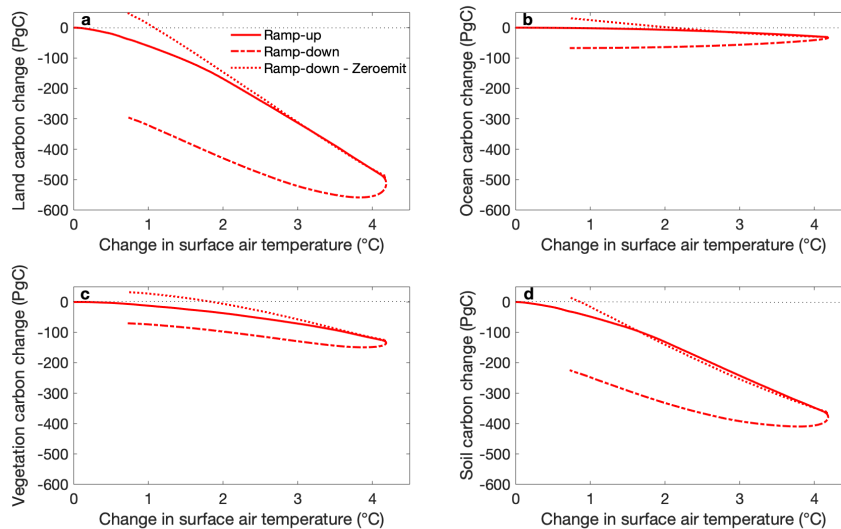 a
Land carbon change (PgC)
0
-100
-200
-300
-400
-500
-600
0 1 2 3 4
Change in surface air temperature (°C)
Ramp-up
Ramp-down
Ramp-down - Zeroemit
b
Ocean carbon change (PgC)
0
-100
-200
-300
-400
-500
-600
0 1 2 3 4
Change in surface air temperature (°C)
c
Vegetation carbon change (PgC)
0
-100
-200
-300
-400
-500
-600
0 1 2 3 4
Change in surface air temperature (°C)
d
Soil carbon change (PgC)
0
-100
-200
-300
-400
-500
-600
0 1 2 3 4
Change in surface air temperature (°C)